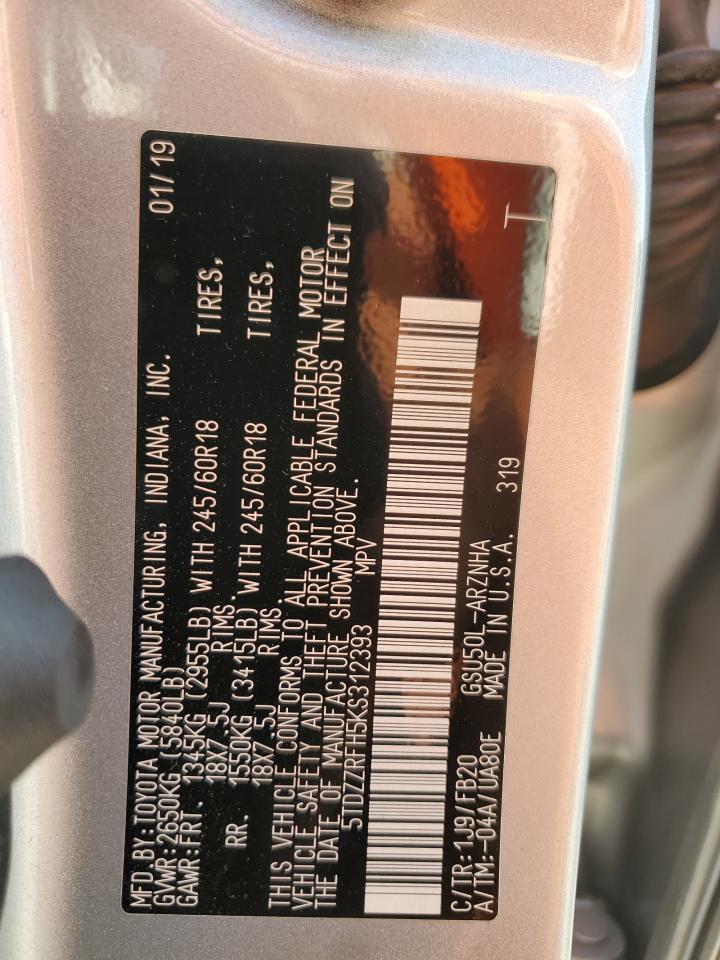 MFD.BY:TOYOTA MOTOR MANUFACTURING, INDIANA, INC. 01/19
GVWR:2650KG (5840LB)
GAWR:FRT. 1345KG (2955LB) WITH 245/60R18 TIRES,
18X7.5J RIMS.
RR. 1550KG (3415LB) WITH 245/60R18 TIRES,
18X7.5J RIMS.
THIS VEHICLE CONFORMS TO ALL APPLICABLE FEDERAL MOTOR
VEHICLE SAFETY AND THEFT PREVENTION STANDARDS IN EFFECT ON
THE DATE OF MANUFACTURE SHOWN ABOVE.
5TDZZRFH5KS312393 MPV
C/TR:1J9/FB20 GSU50L-ARZNHA
A/TM:-04A/UA80E MADE IN U.S.A. 319
T